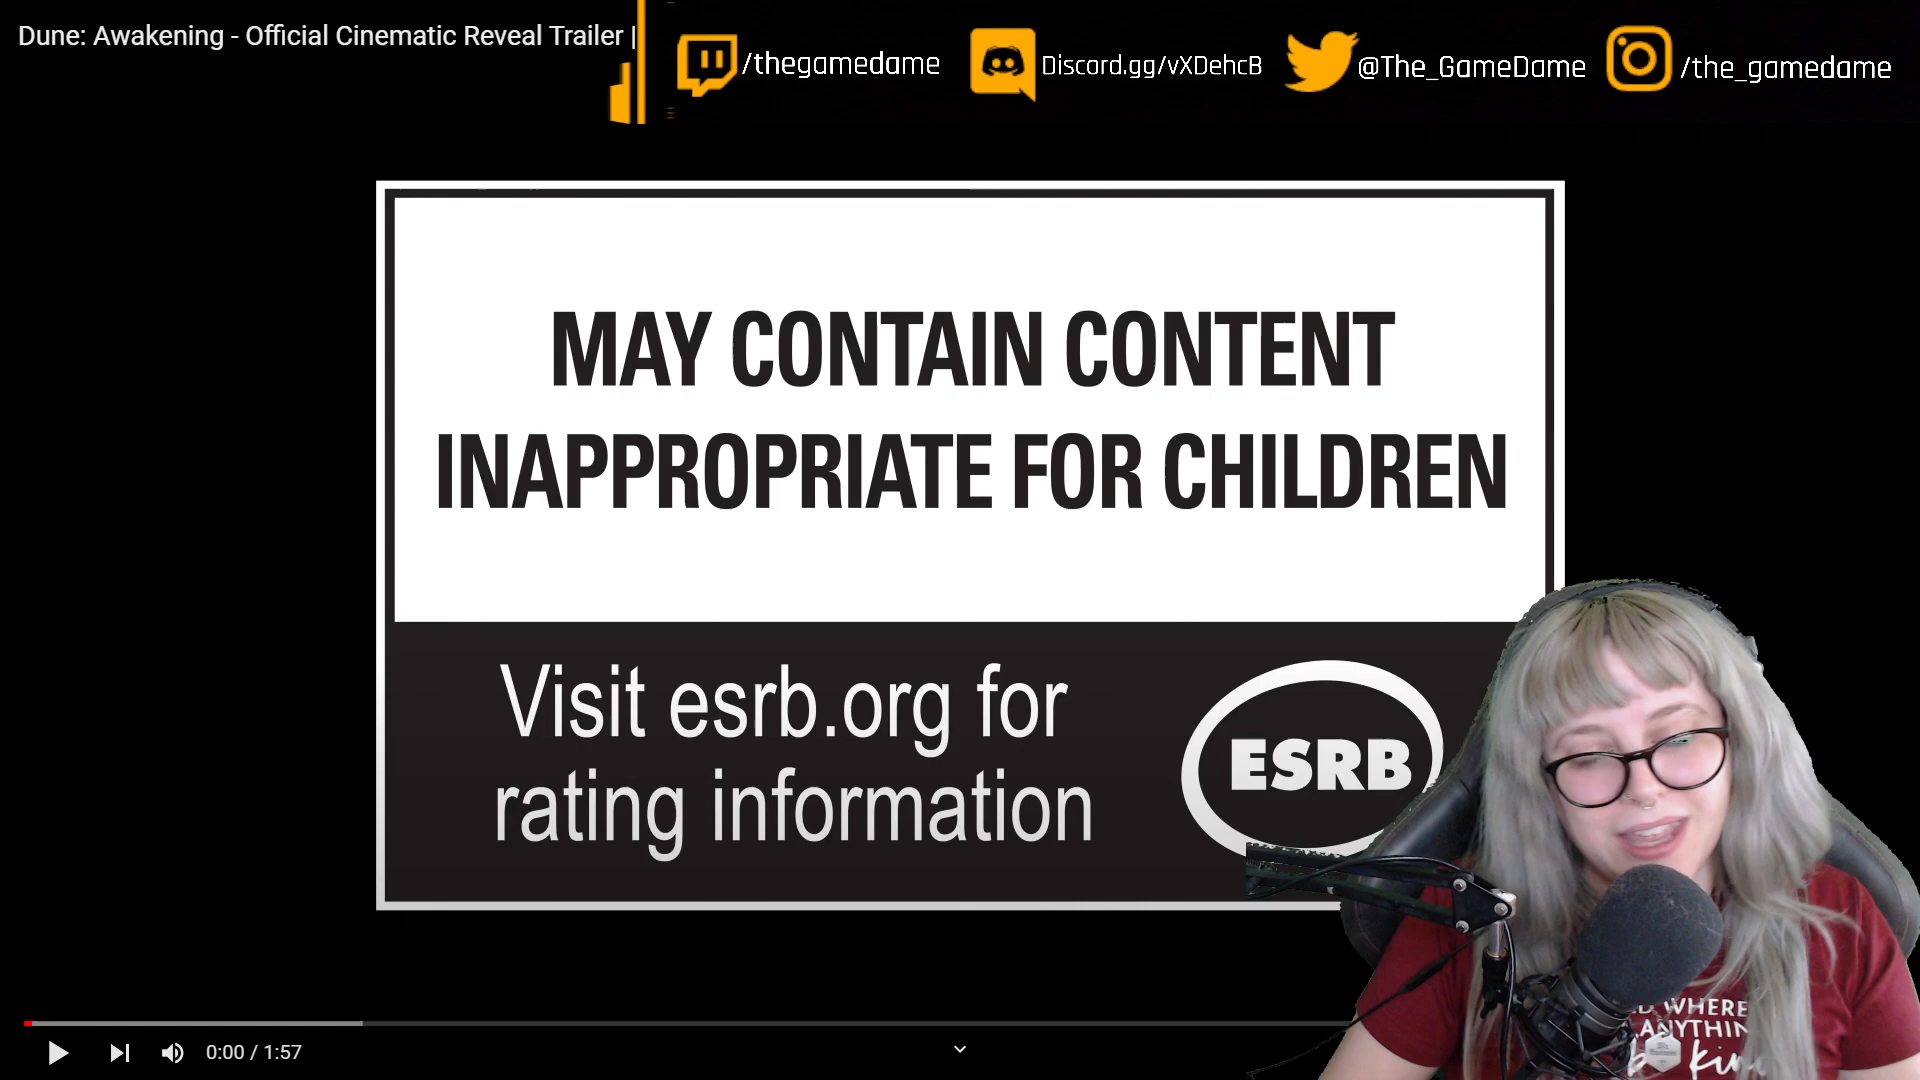 Dune: Awakening - Official Cinematic Reveal Trailer |
/thegamedame
Discord.gg/vXDehcB
@The_GameDame
/the_gamedame
MAY CONTAIN CONTENT
INAPPROPRIATE FOR CHILDREN
Visit esrb.org for
rating information
ESRB
WHERE
0:00 / 1:57